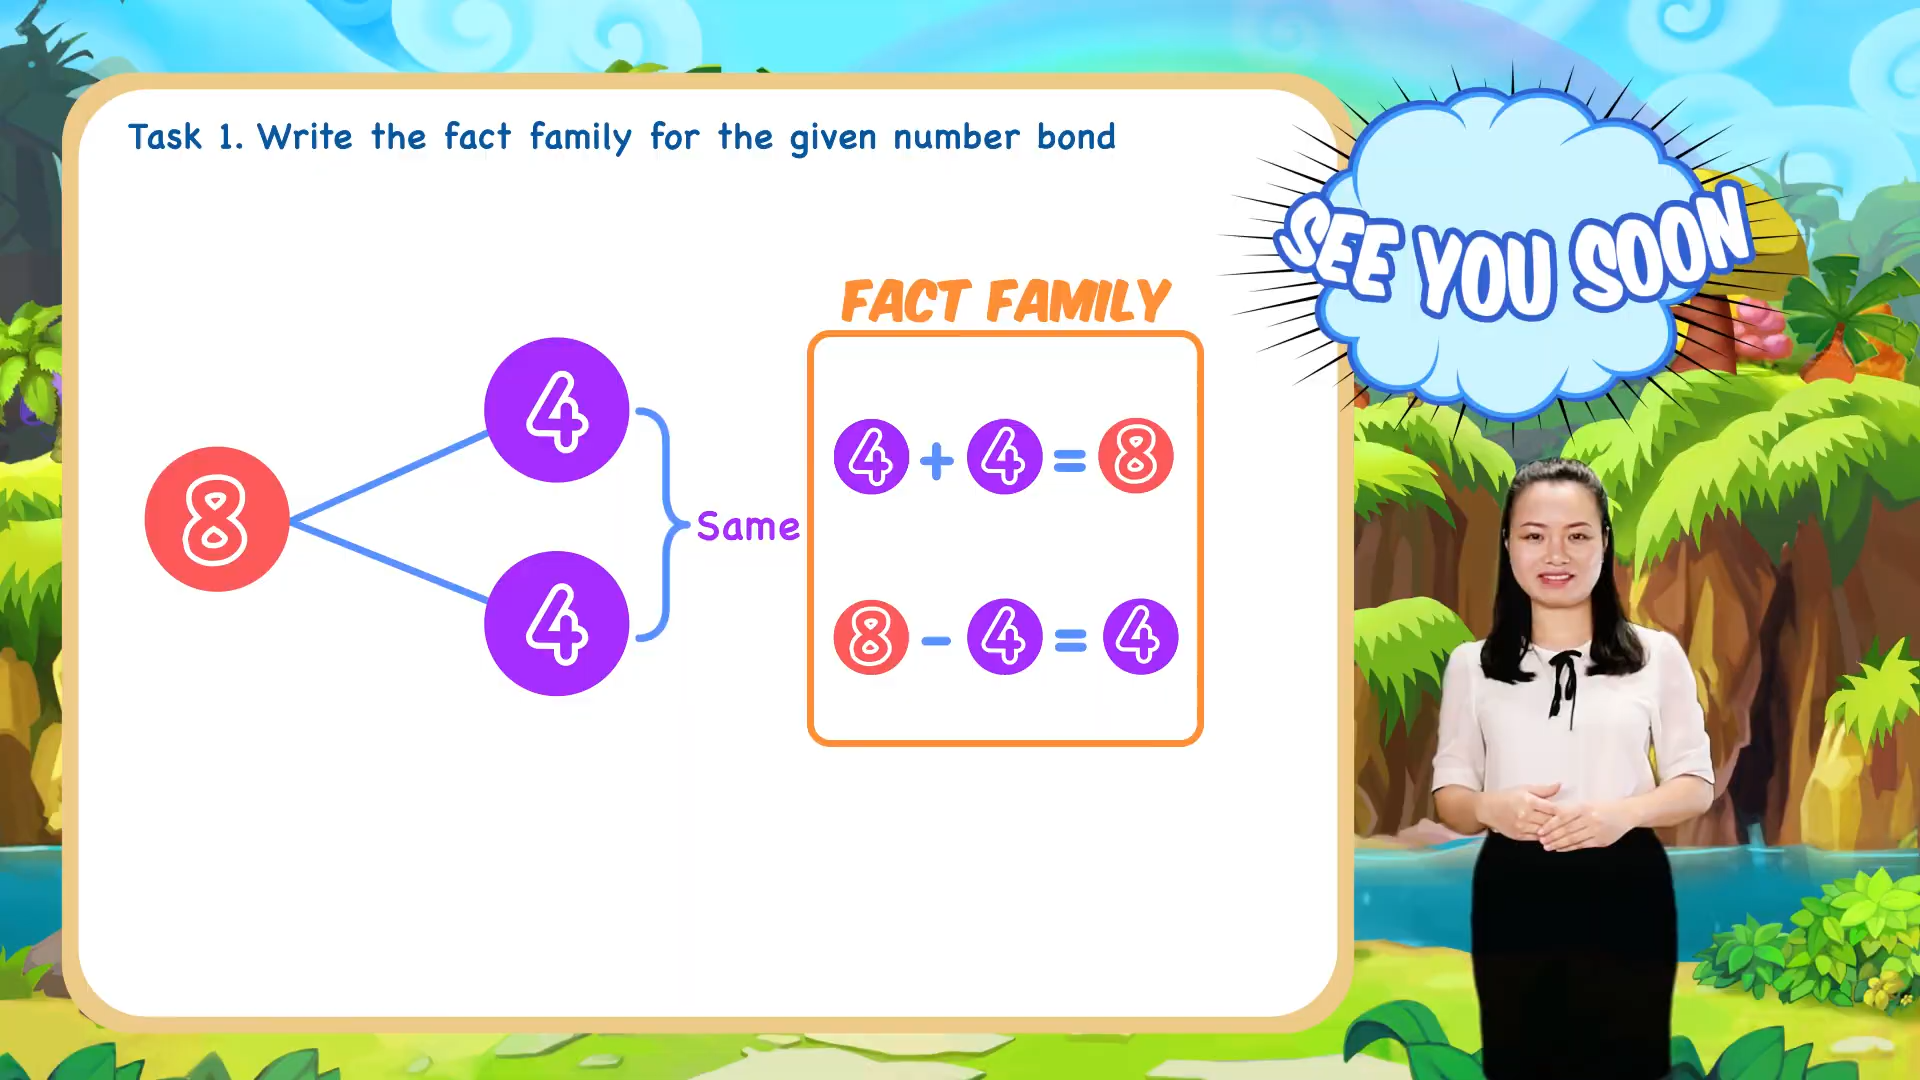 Task 1. Write the fact family for the given number bond
SEE YOU SOON
FACT FAMILY
8
4
4
Same
4 + 4 = 8
8 - 4 = 4